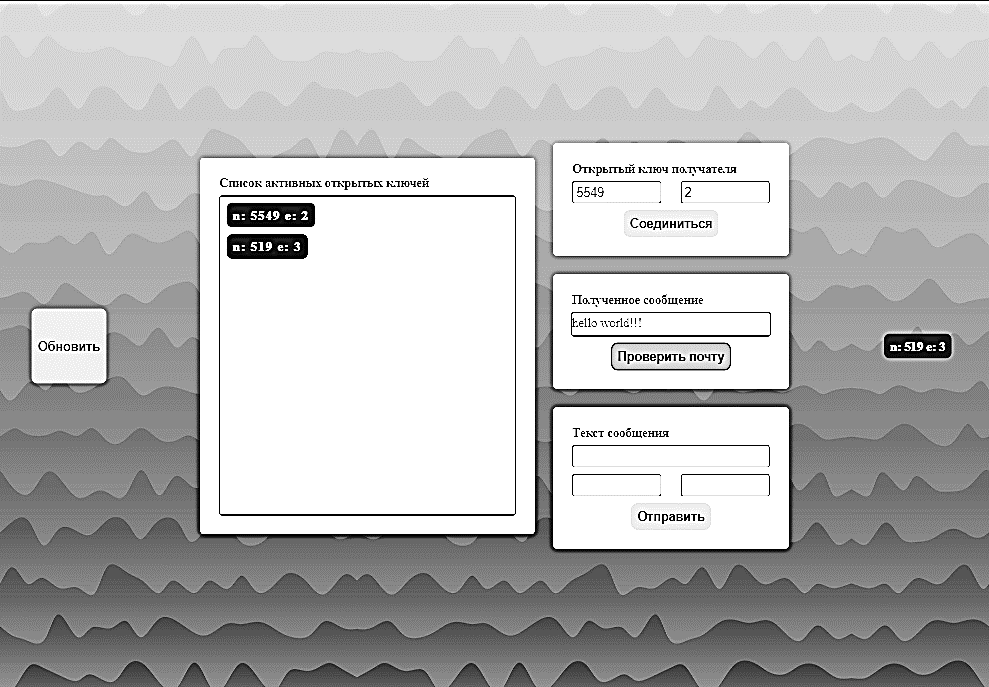 Обновить
Список активных открытых ключей
n: 5549 e: 2
n: 519 e: 3
Открытый ключ получателя
5549 2
Соединиться
Полученное сообщение
hello world!!!
Проверить почту
Текст сообщения
Отправить
n: 519 e: 3